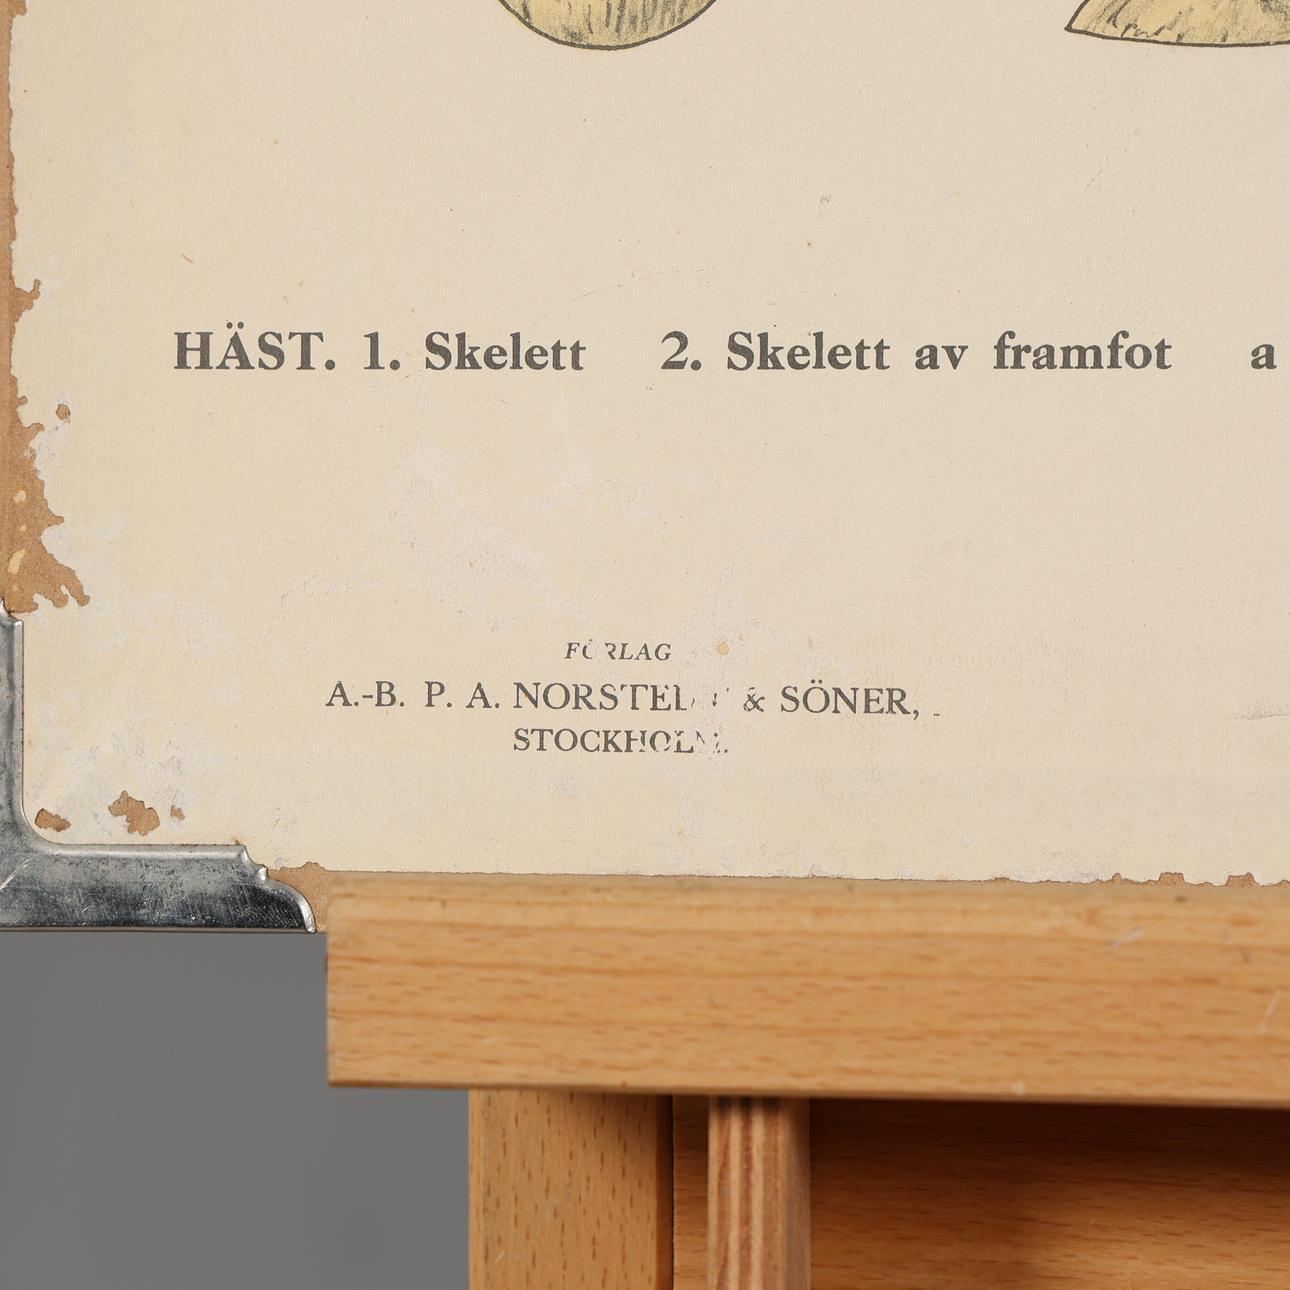 HÄST. 1. Skelett 2. Skelett av framfot a
FÖRLAG
A.-B. P. A. NORSTEDT & SÖNER,
STOCKHOLM.